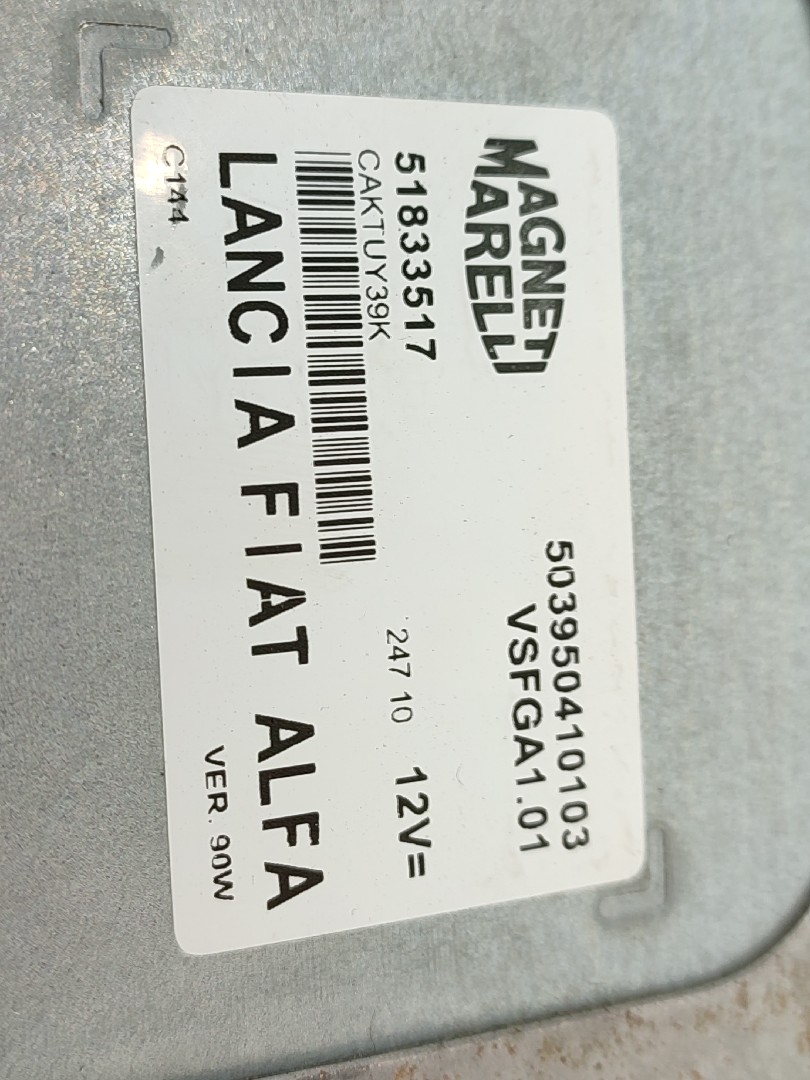 MAGNETI
MARELLI
503950410103
VSFGA1.01
51833517
CAKTUY39K
247 10
12V=
LANCIA FIAT ALFA
C144
VER. 90W